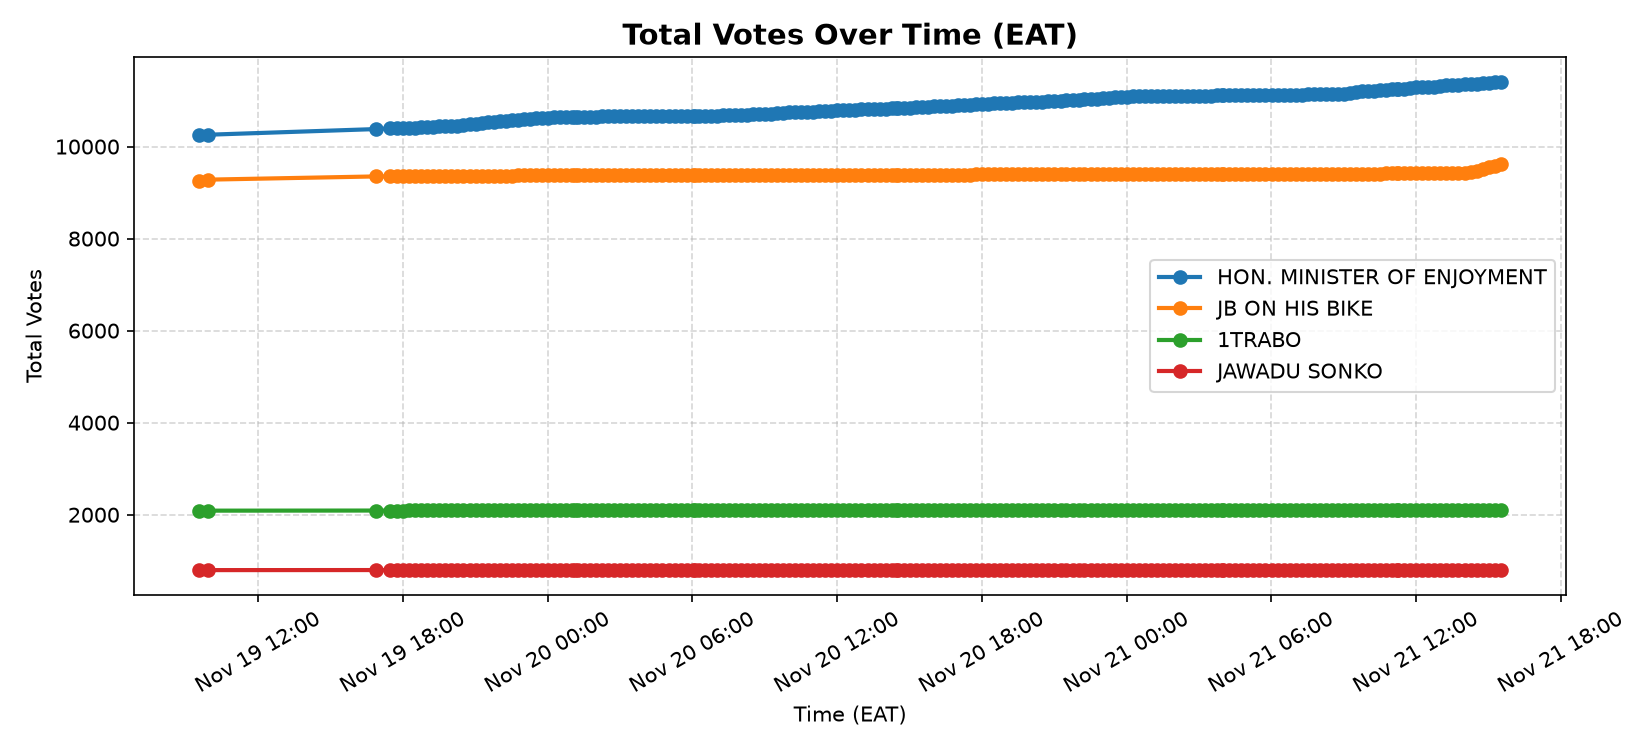 Total Votes Over Time (EAT)
Total Votes
10000
8000
6000
4000
2000
HON. MINISTER OF ENJOYMENT
JB ON HIS BIKE
1TRABO
JAWADU SONKO
Nov 19 12:00
Nov 19 18:00
Nov 20 00:00
Nov 20 06:00
Nov 20 12:00
Nov 20 18:00
Nov 21 00:00
Nov 21 06:00
Nov 21 12:00
Nov 21 18:00
Time (EAT)